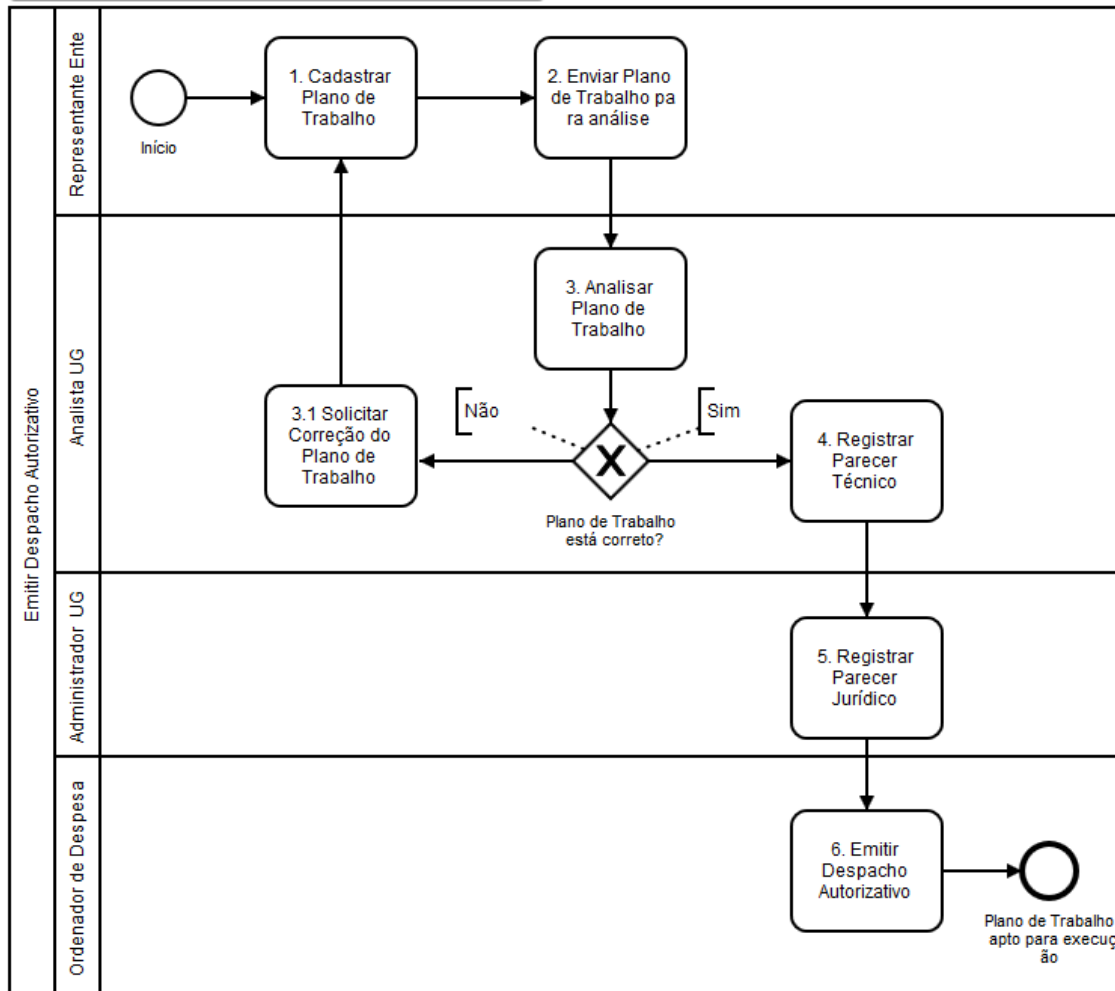 Emitir Despacho Autorizativo
Representante Ente
Início
1. Cadastrar
Plano de
Trabalho
2. Enviar Plano
de Trabalho pa
ra análise
Analista UG
3. Analisar
Plano de
Trabalho
Não
Sim
3.1 Solicitar
Correção do
Plano de
Trabalho
Plano de Trabalho
está correto?
4. Registrar
Parecer
Técnico
Administrador UG
5. Registrar
Parecer
Jurídico
Ordenador de Despesa
6. Emitir
Despacho
Autorizativo
Plano de Trabalho
apto para execuç
ão